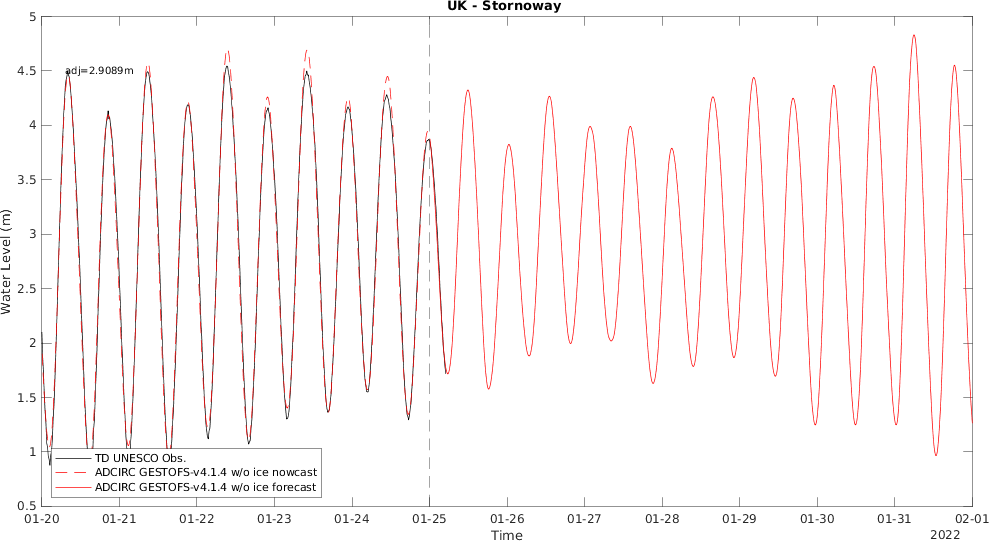 UK - Stornoway
adj=2.9089m
5
4.5
4
3.5
3
2.5
2
1.5
1
0.5
Water Level (m)
TD UNESCO Obs.
ADCIRC GESTOFS-v4.1.4 w/o ice nowcast
ADCIRC GESTOFS-v4.1.4 w/o ice forecast
01-20 01-21 01-22 01-23 01-24 01-25 01-26 01-27 01-28 01-29 01-30 01-31 02-01
Time
2022